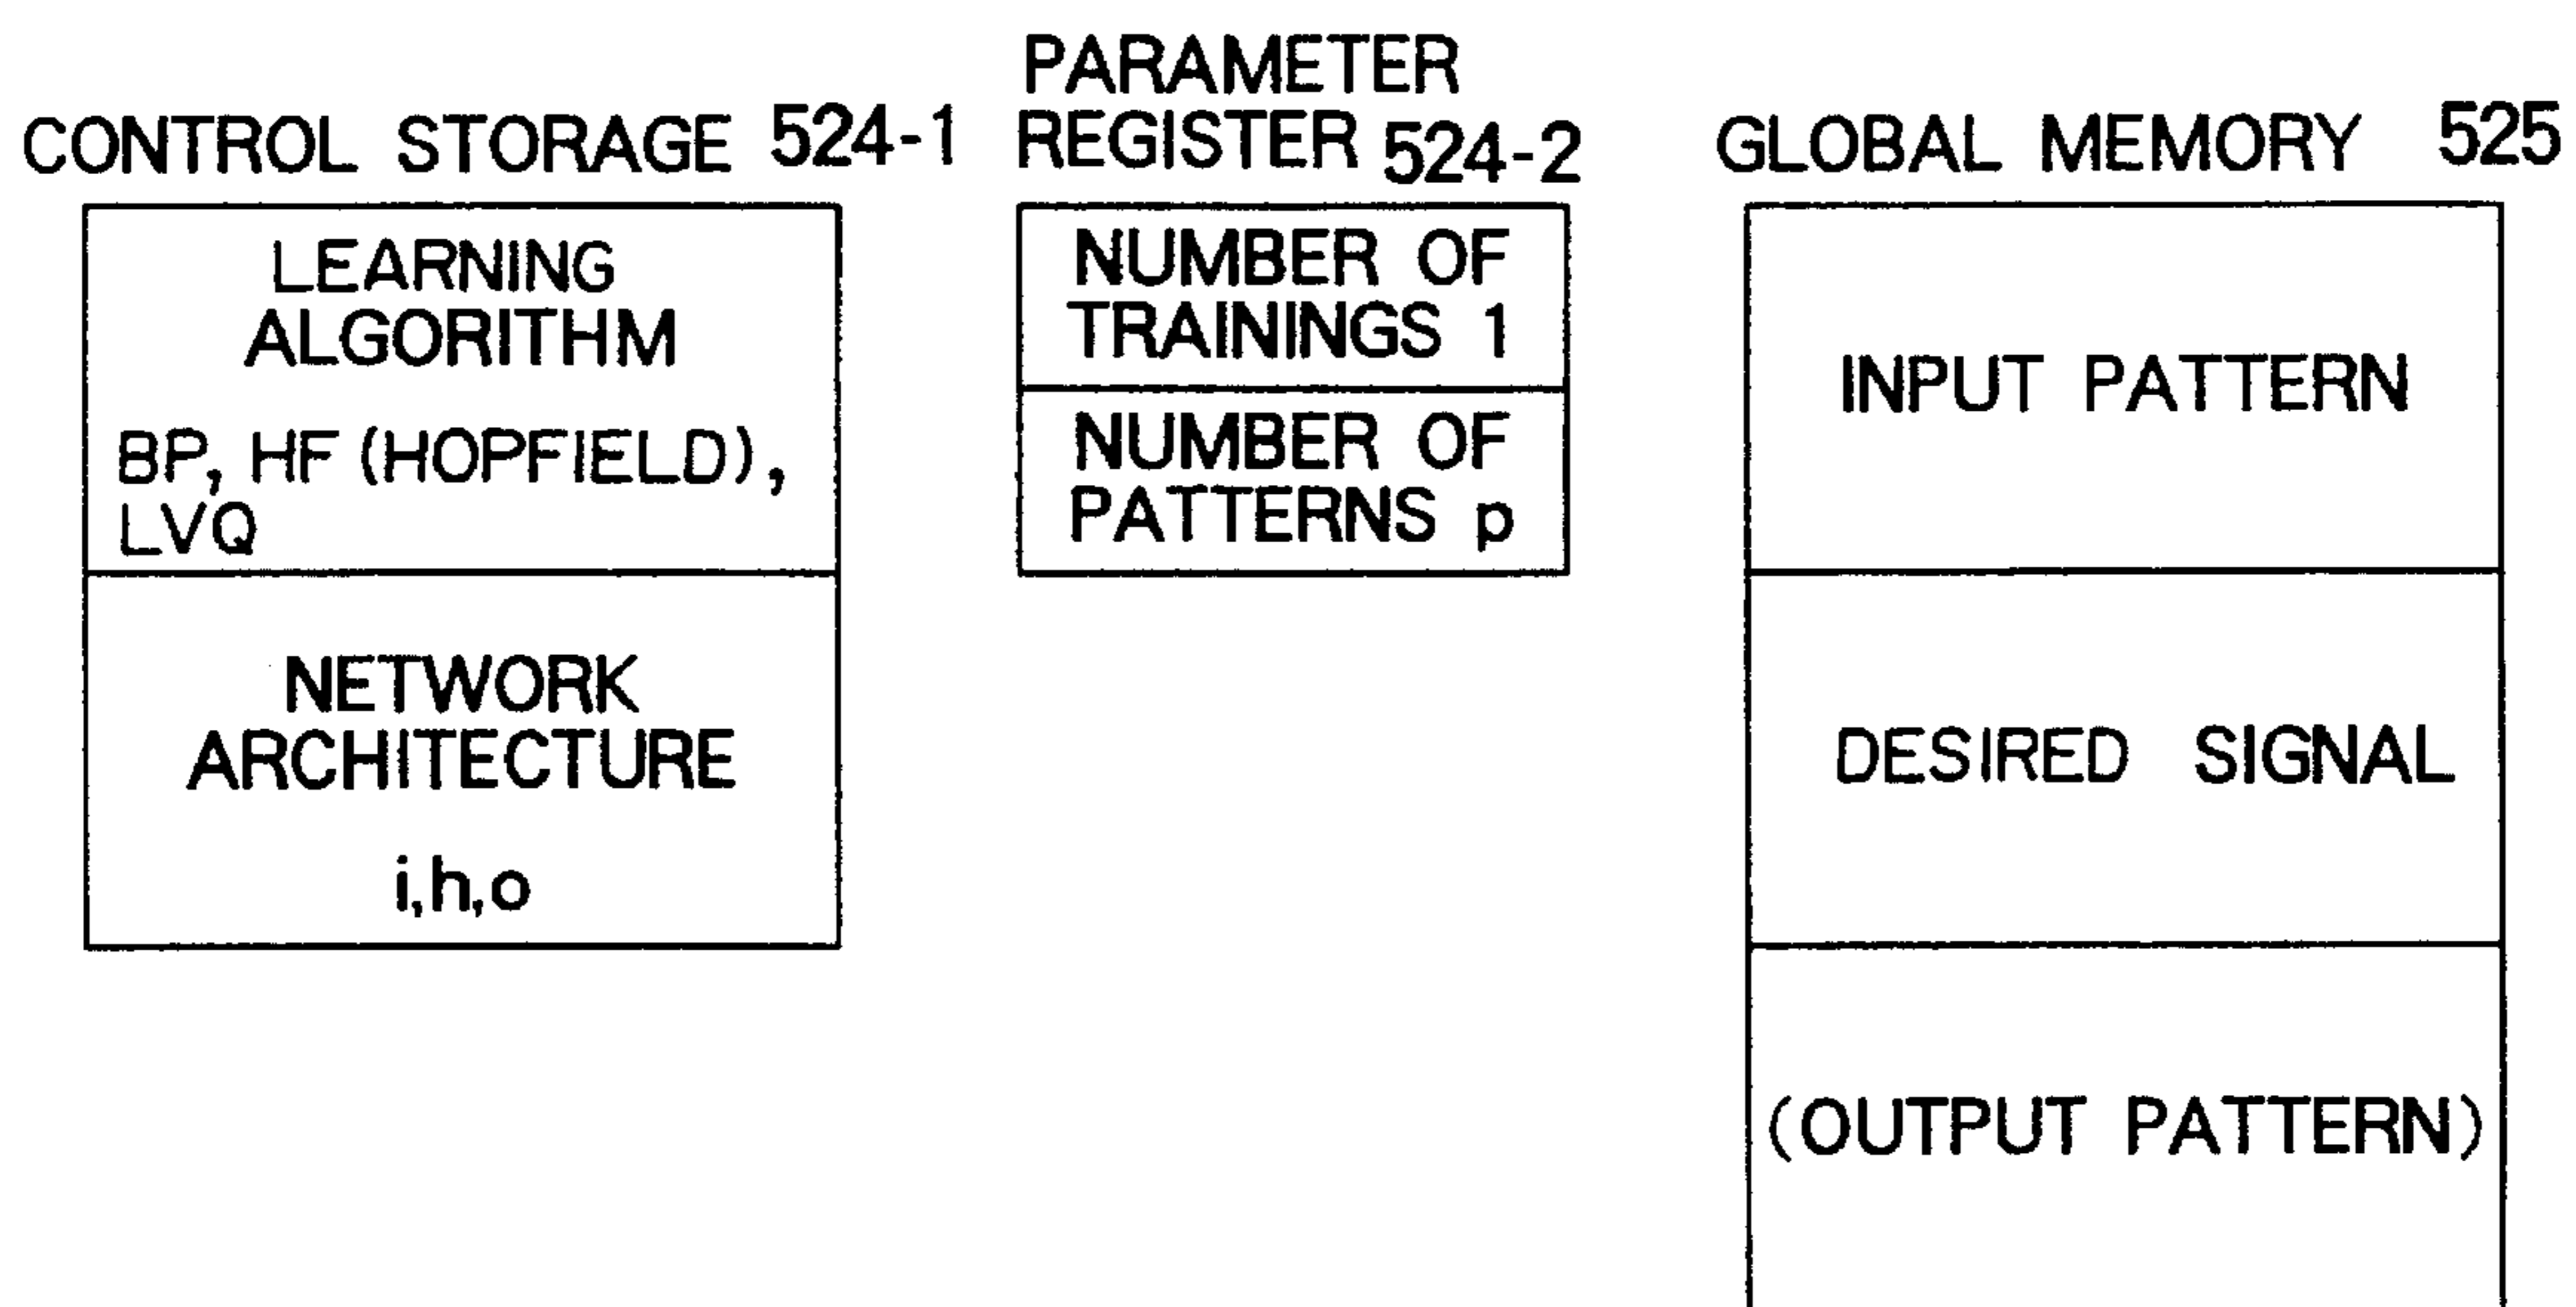 CONTROL STORAGE 524-1
LEARNING
ALGORITHM
BP, HF (HOPFIELD),
LVQ
NETWORK
ARCHITECTURE
i,h,o
PARAMETER
REGISTER 524-2
NUMBER OF
TRAININGS 1
NUMBER OF
PATTERNS p
GLOBAL MEMORY 525
INPUT PATTERN
DESIRED SIGNAL
(OUTPUT PATTERN)